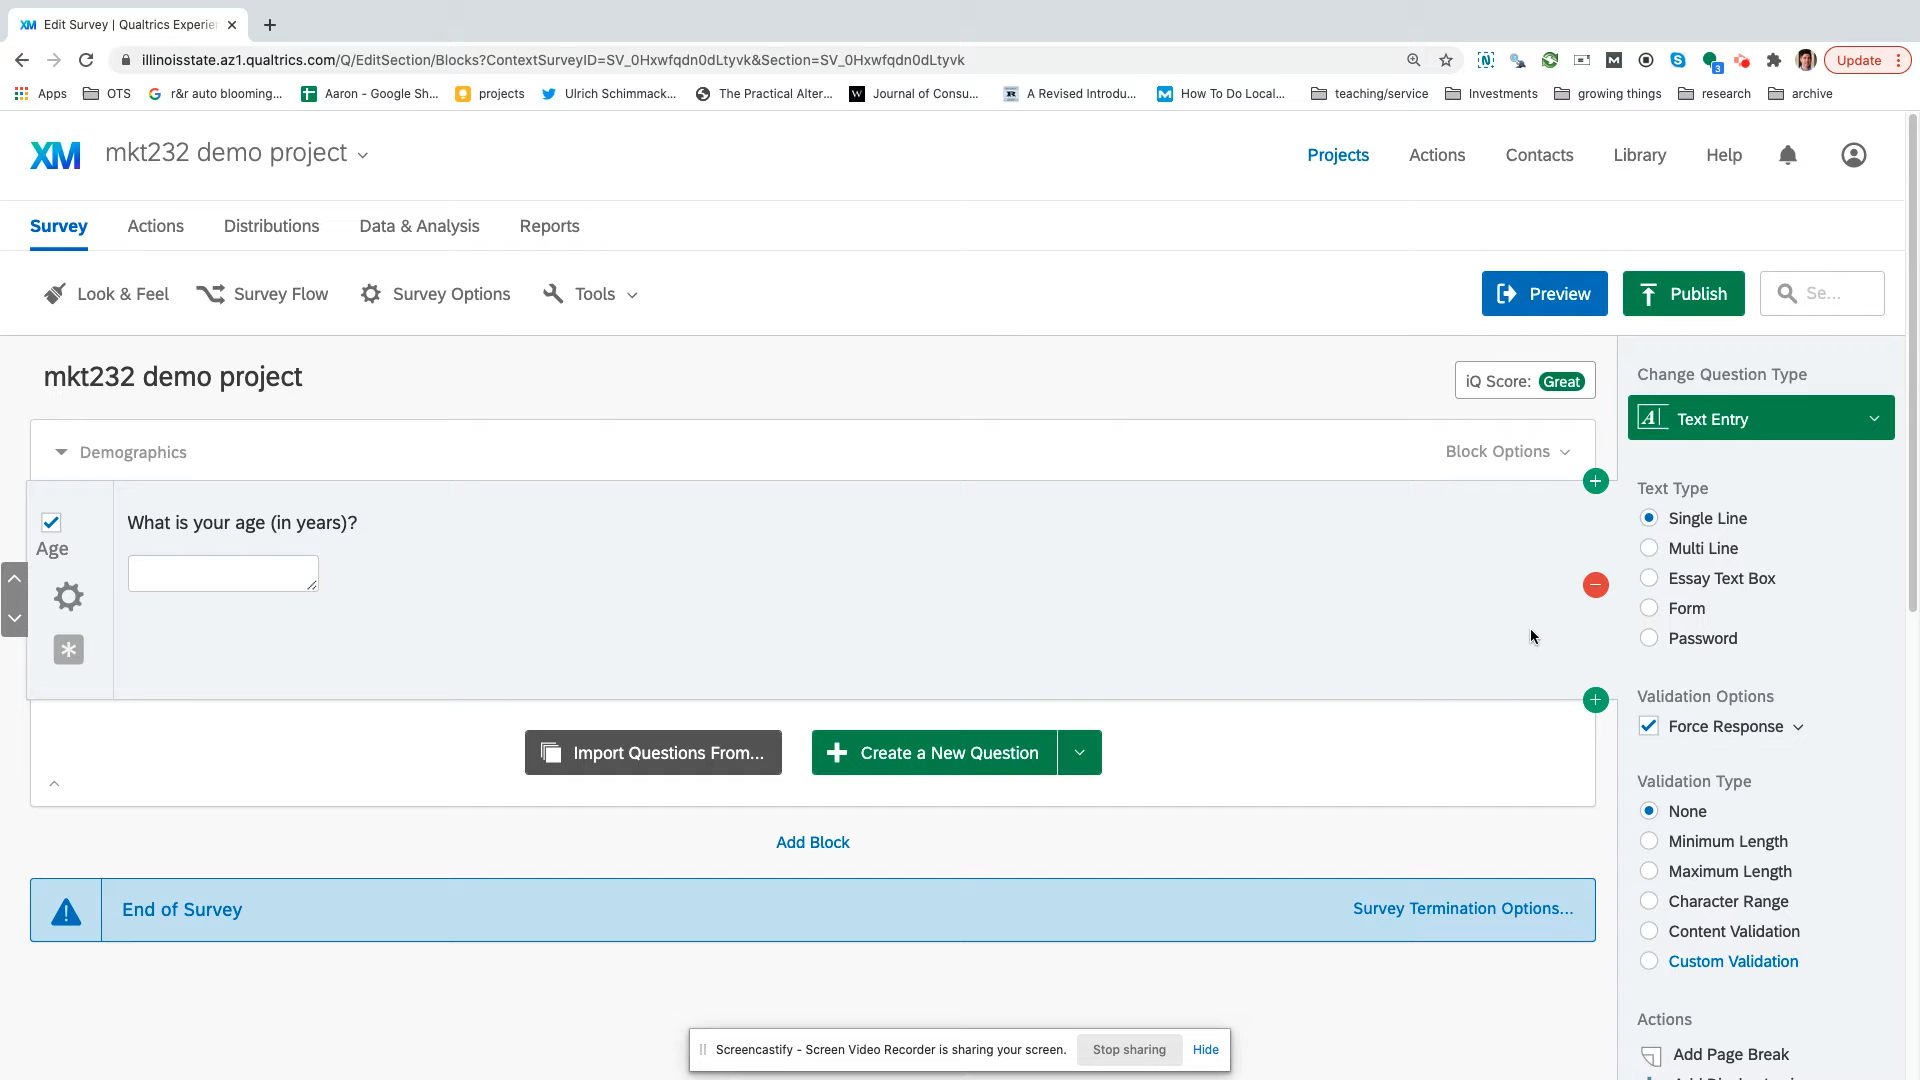 XM Edit Survey | Qualtrics Experie
illinoisstate.az1.qualtrics.com/Q/EditSection/Blocks?ContextSurveyID=SV_0Hxwfqdn0dLtyvk&Section=SV_0Hxwfqdn0dLtyvk
M 3 Update
Apps OTS G r&r auto blooming... Aaron - Google Sh... projects Ulrich Schimmack... The Practical Alter... W Journal of Consu... R A Revised Introdu... How To Do Local... teaching/service Investments growing things research archive
XM mkt232 demo project
Projects Actions Contacts Library Help
Survey Actions Distributions Data & Analysis Reports
Look & Feel Survey Flow Survey Options Tools Preview Publish Se...
mkt232 demo project
iQ Score: Great
Change Question Type
A Text Entry
Demographics
Block Options
Text Type
Single Line
Multi Line
Essay Text Box
Form
Password
What is your age (in years)?
Age
Validation Options
Force Response
Import Questions From...
Create a New Question
Validation Type
None
Minimum Length
Maximum Length
Character Range
Content Validation
Custom Validation
Add Block
End of Survey
Survey Termination Options...
Actions
Add Page Break
Screencastify - Screen Video Recorder is sharing your screen. Stop sharing Hide